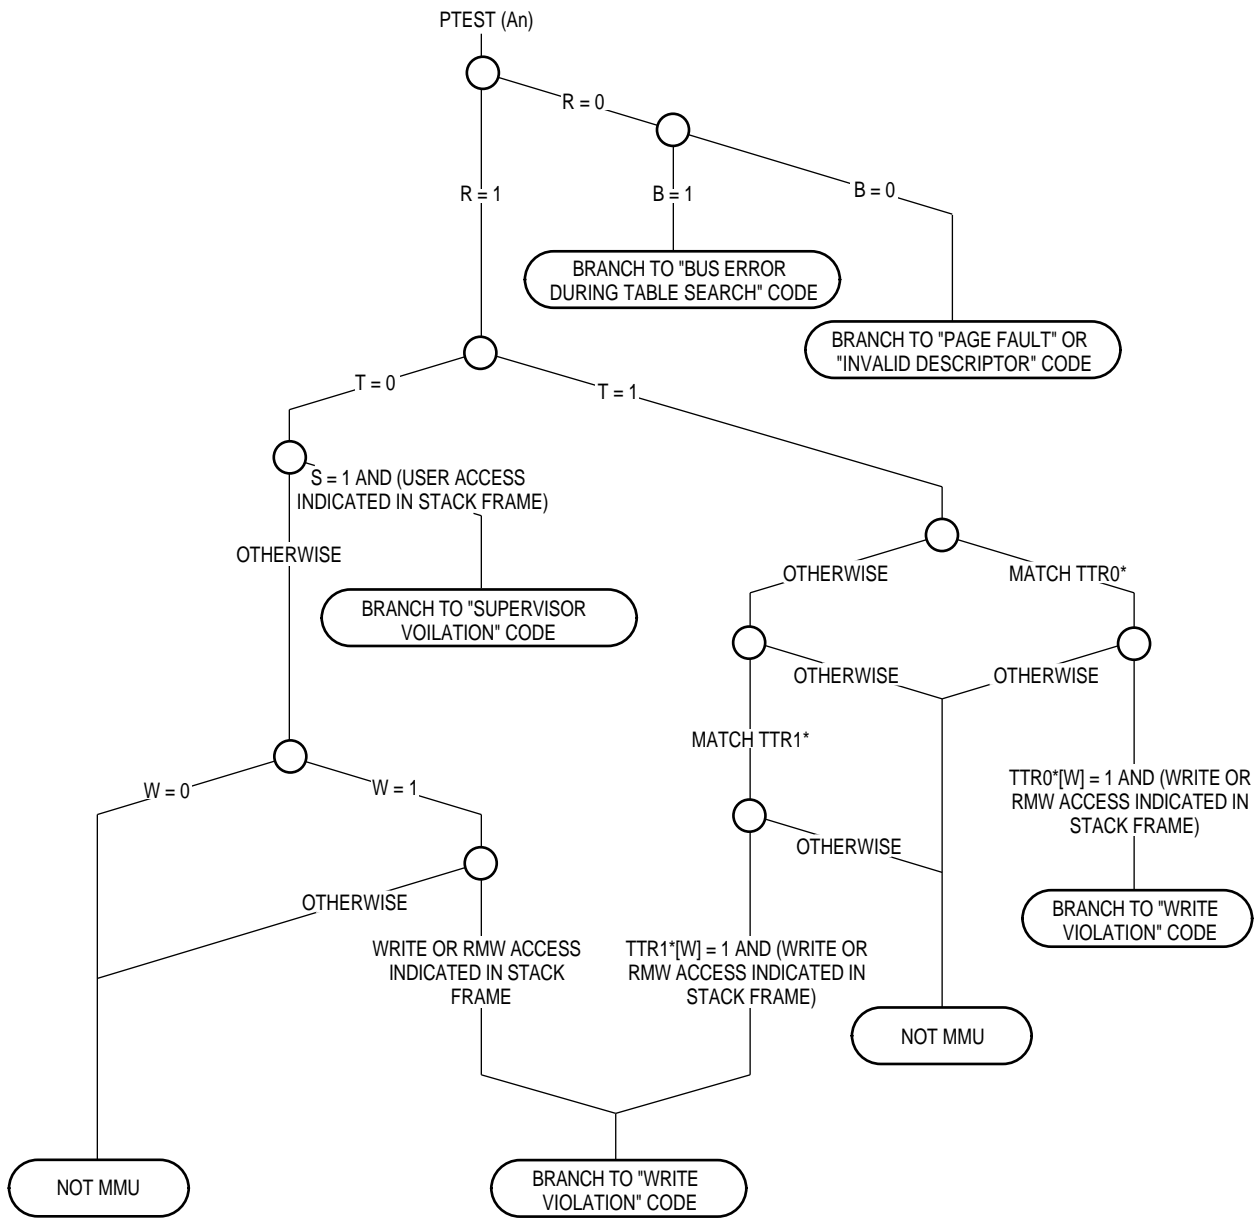 PTEST (An)
R = 0
R = 1
B = 1
B = 0
BRANCH TO "BUS ERROR
DURING TABLE SEARCH" CODE
BRANCH TO "PAGE FAULT" OR
"INVALID DESCRIPTOR" CODE
T = 0
T = 1
S = 1 AND (USER ACCESS
INDICATED IN STACK FRAME)
OTHERWISE
BRANCH TO "SUPERVISOR
VOILATION" CODE
OTHERWISE
MATCH TTR0*
OTHERWISE
OTHERWISE
MATCH TTR1*
TTR0*[W] = 1 AND (WRITE OR
RMW ACCESS INDICATED IN
STACK FRAME)
W = 0
W = 1
OTHERWISE
OTHERWISE
BRANCH TO "WRITE
VIOLATION" CODE
WRITE OR RMW ACCESS
INDICATED IN STACK
FRAME
TTR1*[W] = 1 AND (WRITE OR
RMW ACCESS INDICATED IN
STACK FRAME)
NOT MMU
NOT MMU
BRANCH TO "WRITE
VIOLATION" CODE